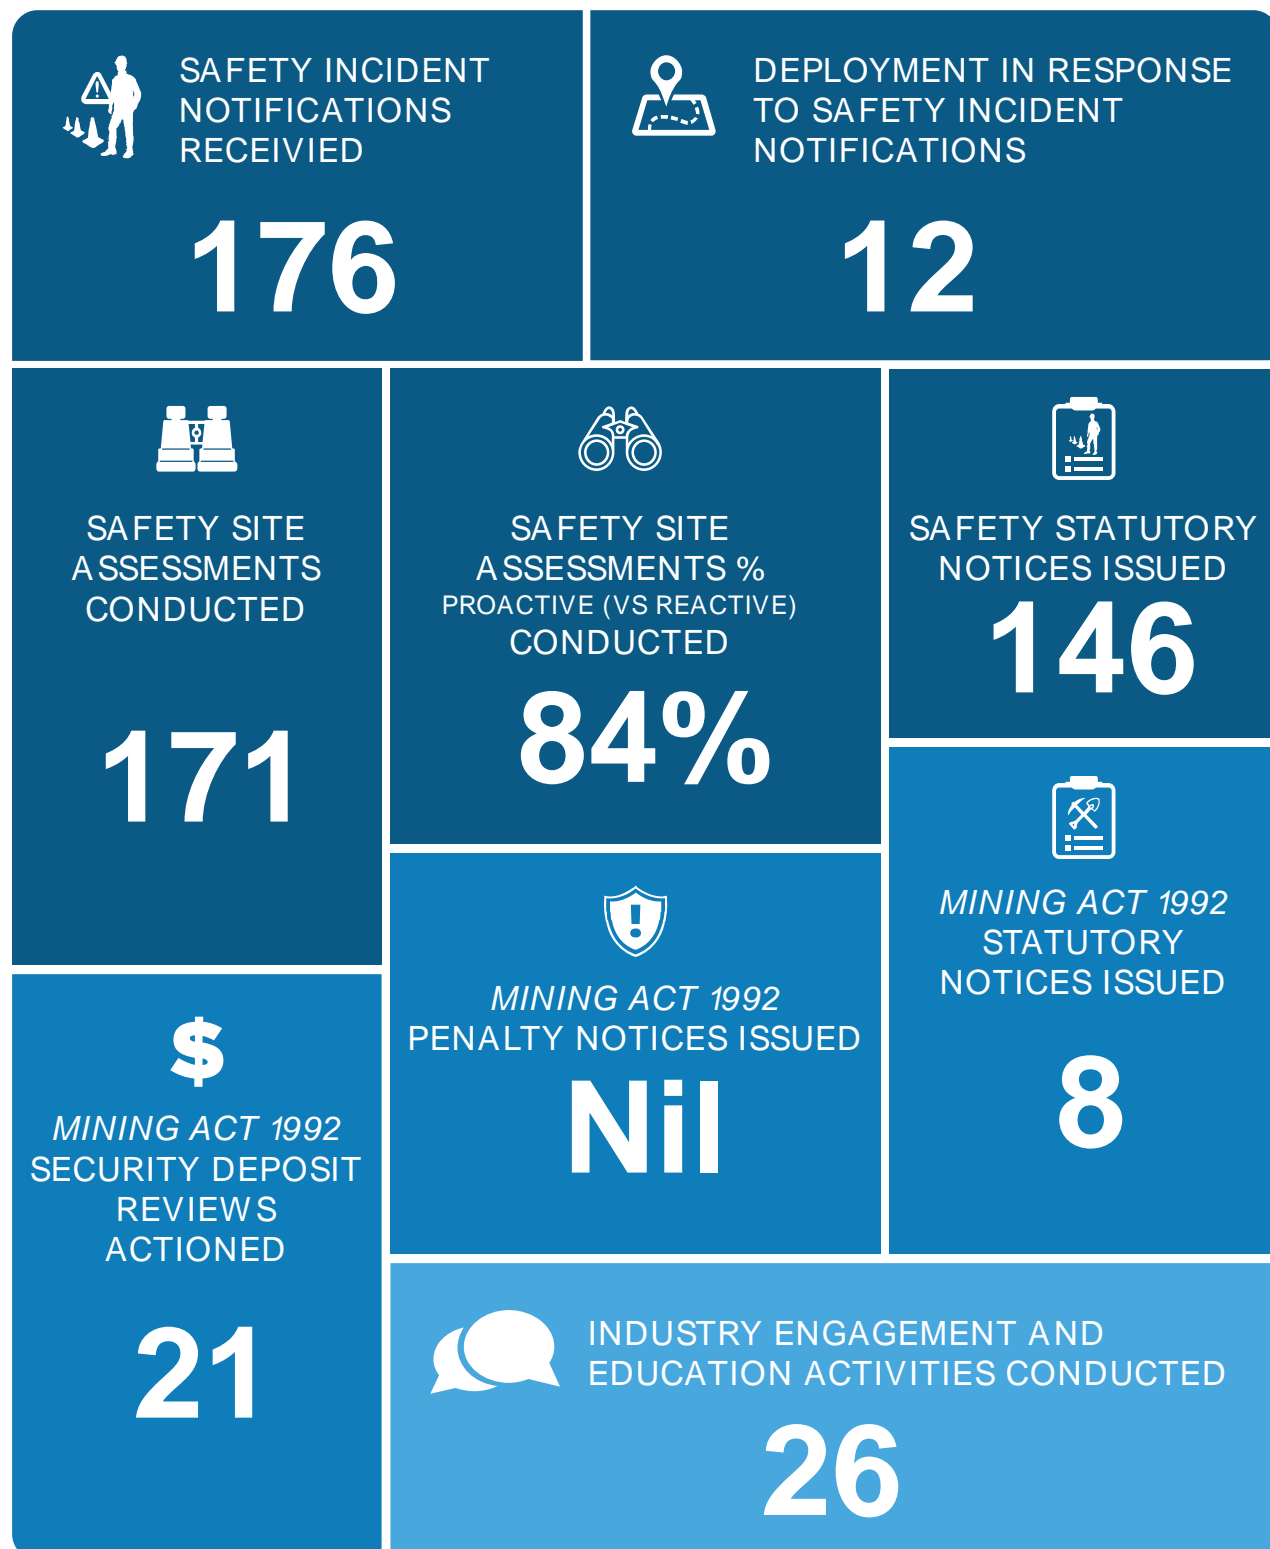 SAFETY INCIDENT
NOTIFICATIONS
RECEIVIED
176
DEPLOYMENT IN RESPONSE
TO SAFETY INCIDENT
NOTIFICATIONS
12
SAFETY SITE
ASSESSMENTS
CONDUCTED
171
SAFETY SITE
ASSESSMENTS %
PROACTIVE (VS REACTIVE)
CONDUCTED
84%
SAFETY STATUTORY
NOTICES ISSUED
146
MINING ACT 1992
STATUTORY
NOTICES ISSUED
8
MINING ACT 1992
PENALTY NOTICES ISSUED
Nil
MINING ACT 1992
SECURITY DEPOSIT
REVIEWS
ACTIONED
21
INDUSTRY ENGAGEMENT AND
EDUCATION ACTIVITIES CONDUCTED
26